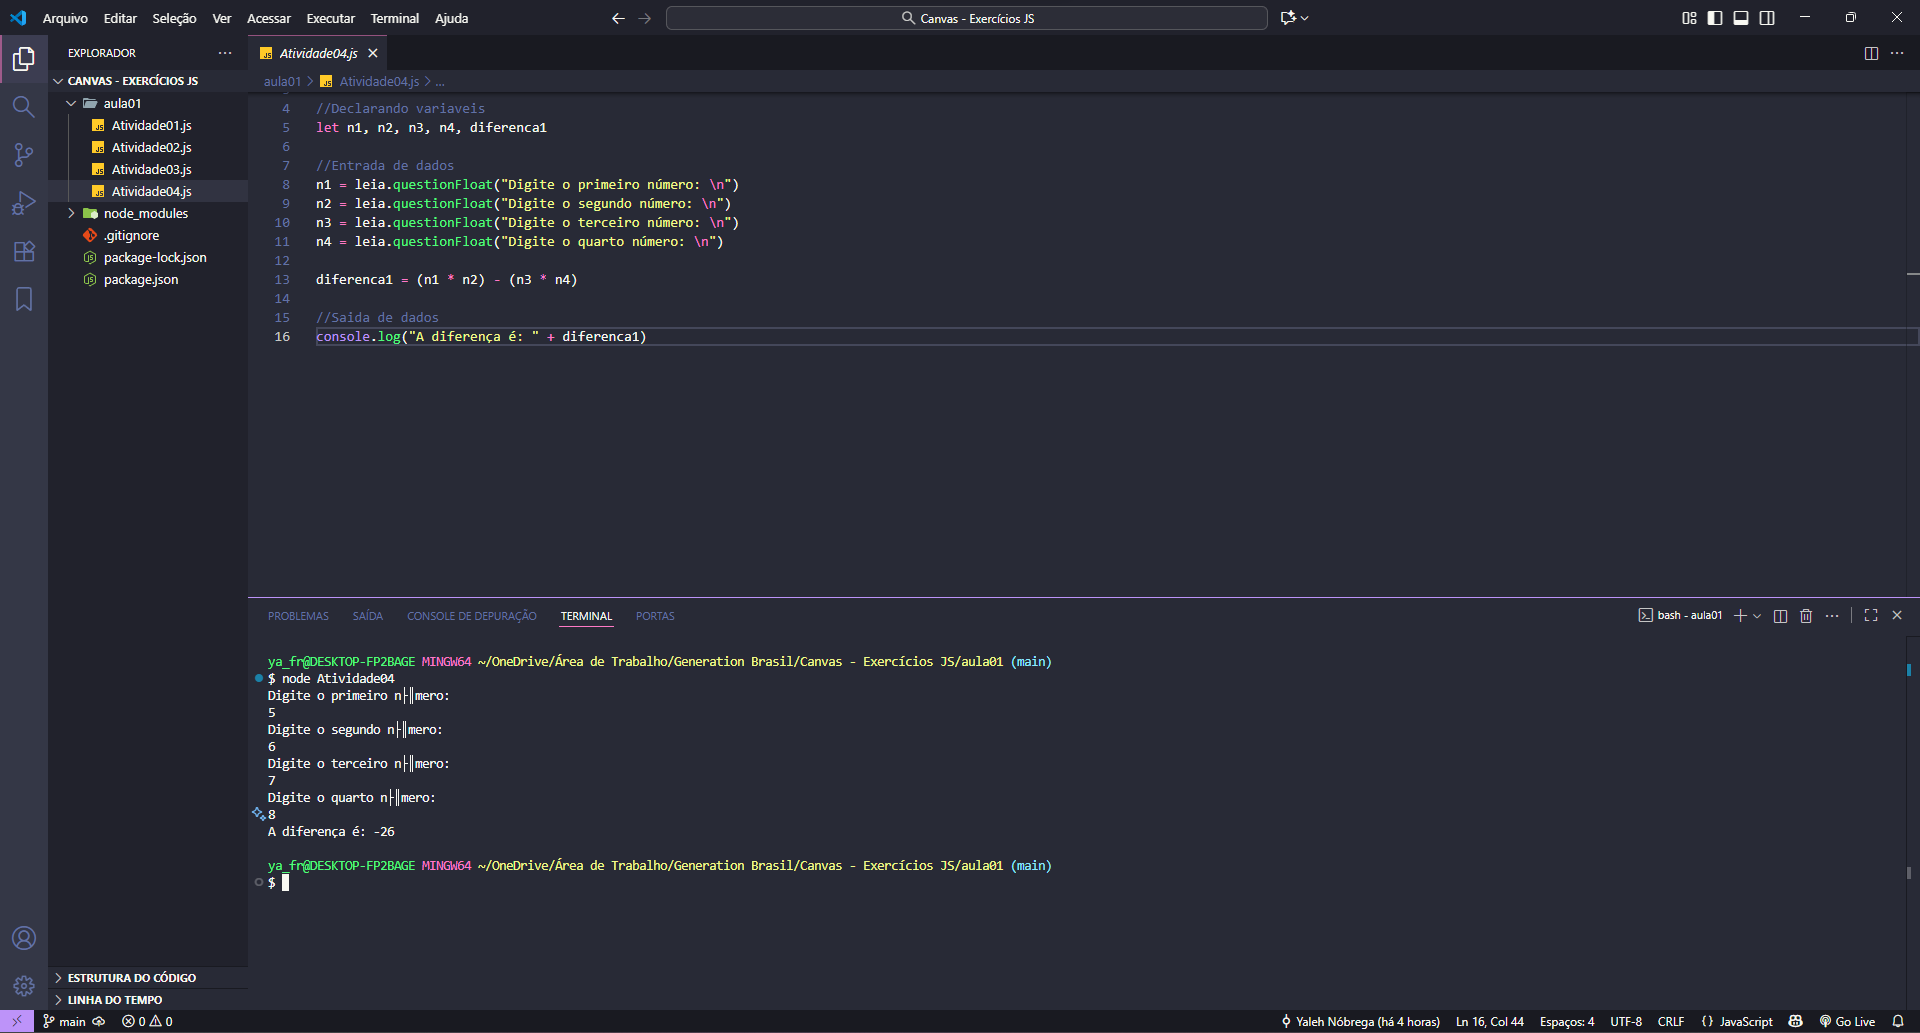 Arquivo Editar Seleção Ver Acessar Executar Terminal Ajuda
Canvas - Exercícios JS
EXPLORADOR
CANVAS - EXERCÍCIOS JS
aula01
JS Atividade01.js
JS Atividade02.js
JS Atividade03.js
JS Atividade04.js
node_modules
.gitignore
package-lock.json
package.json
ESTRUTURA DO CÓDIGO
LINHA DO TEMPO
JS Atividade04.js
aula01 > JS Atividade04.js > ...
4 //Declarando variaveis
5 let n1, n2, n3, n4, diferenca1
6
7 //Entrada de dados
8 n1 = leia.questionFloat("Digite o primeiro número: \n")
9 n2 = leia.questionFloat("Digite o segundo número: \n")
10 n3 = leia.questionFloat("Digite o terceiro número: \n")
11 n4 = leia.questionFloat("Digite o quarto número: \n")
12
13 diferenca1 = (n1 * n2) - (n3 * n4)
14
15 //Saida de dados
16 console.log("A diferença é: " + diferenca1)
PROBLEMAS SAÍDA CONSOLE DE DEPURAÇÃO TERMINAL PORTAS
bash - aula01
ya_fr@DESKTOP-FP2BAGE MINGW64 ~/OneDrive/Área de Trabalho/Generation Brasil/Canvas - Exercícios JS/aula01 (main)
$ node Atividade04
Digite o primeiro n├║mero:
5
Digite o segundo n├║mero:
6
Digite o terceiro n├║mero:
7
Digite o quarto n├║mero:
8
A diferença é: -26
ya_fr@DESKTOP-FP2BAGE MINGW64 ~/OneDrive/Área de Trabalho/Generation Brasil/Canvas - Exercícios JS/aula01 (main)
$
main 0 0 Yaleh Nóbrega (há 4 horas) Ln 16, Col 44 Espaços: 4 UTF-8 CRLF {} JavaScript Go Live